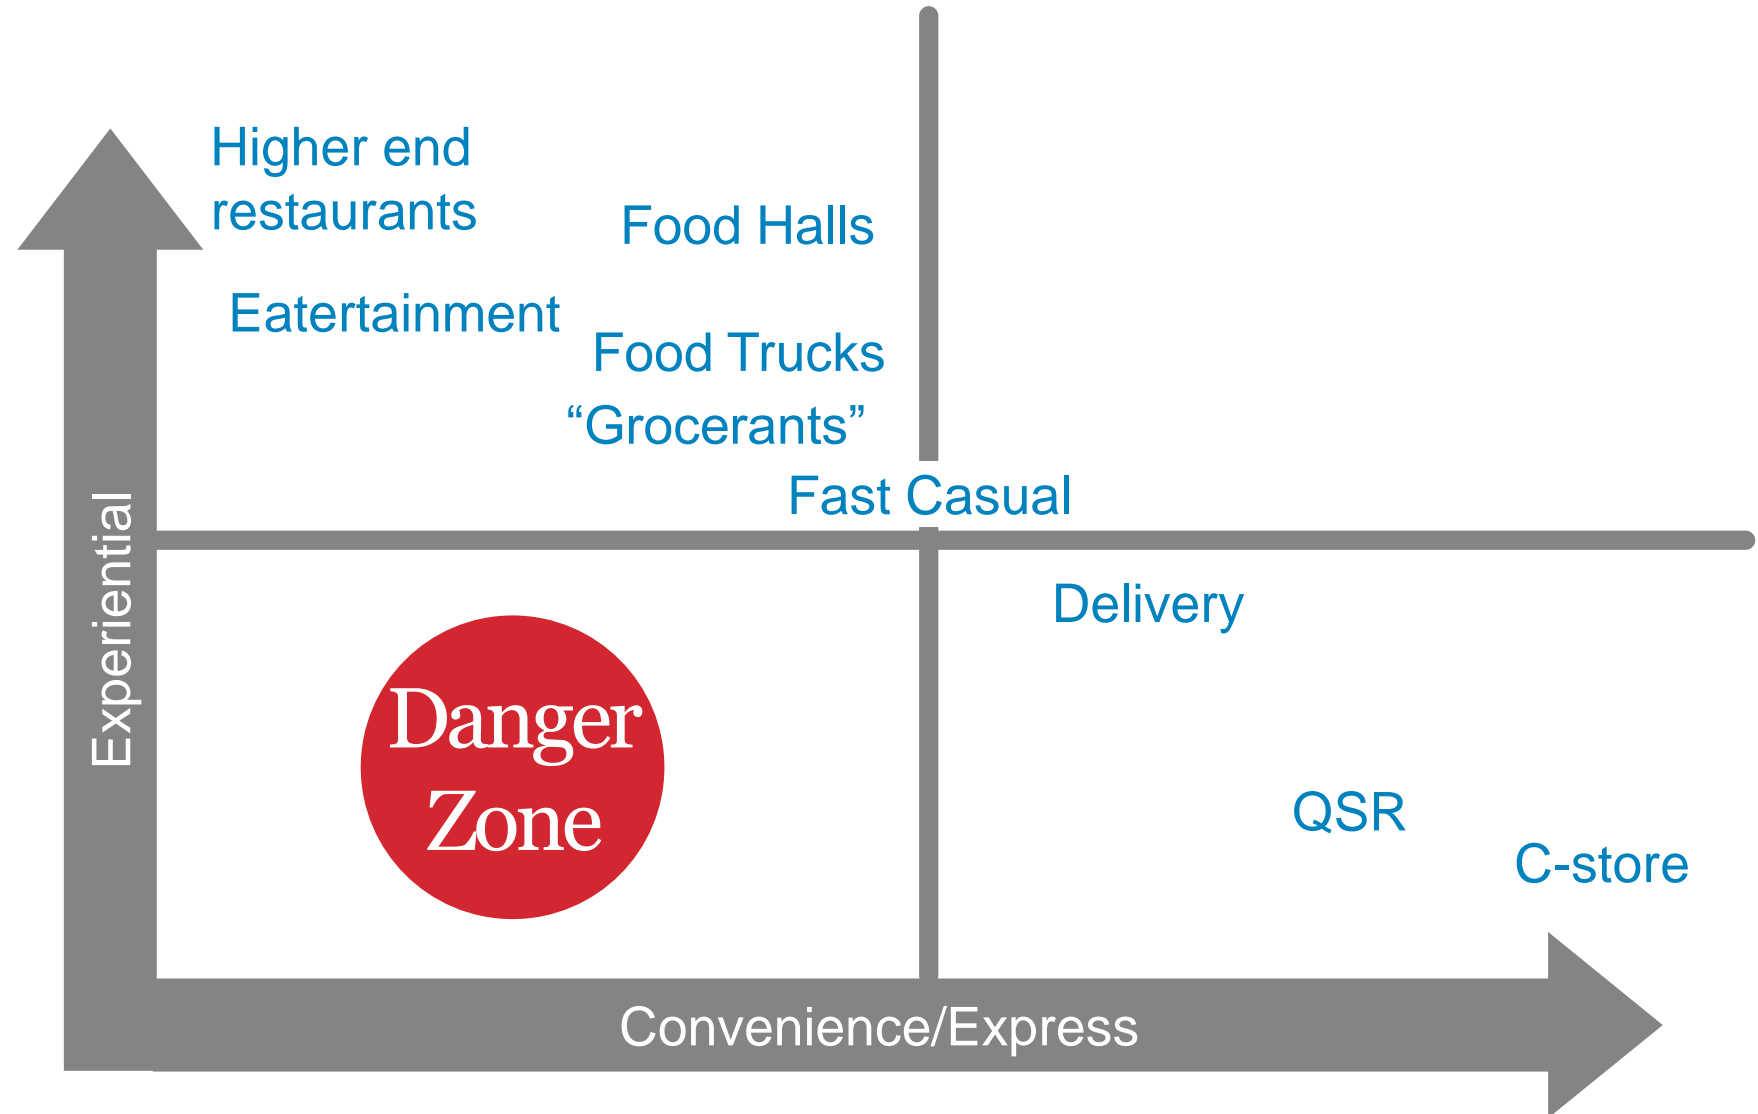 Higher end
restaurants
Food Halls
Eatertainment
Food Trucks
“Grocerants”
Fast Casual
Experiential
Delivery
Danger
Zone
QSR
C-store
Convenience/Express